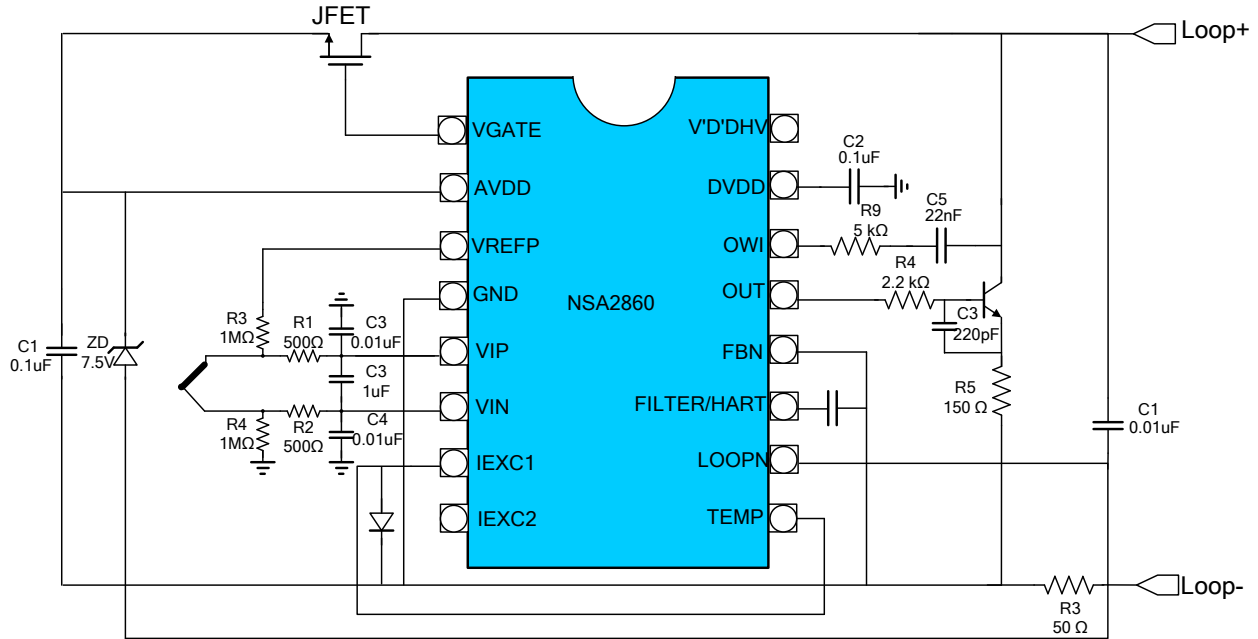 JFET
Loop+
VGATE
V'D'DHV
C2
0.1uF
AVDD
DVDD
R9
5 kΩ
C5
22nF
VREFP
OWI
R4
2.2 kΩ
GND
NSA2860
OUT
R3
1MΩ
R1
500Ω
C3
0.01uF
C3
220pF
C1
0.1uF
ZD
7.5V
VIP
FBN
C3
1uF
R5
150 Ω
VIN
FILTER/HART
R4
1MΩ
R2
500Ω
C4
0.01uF
C1
0.01uF
IEXC1
LOOPN
IEXC2
TEMP
Loop-
R3
50 Ω